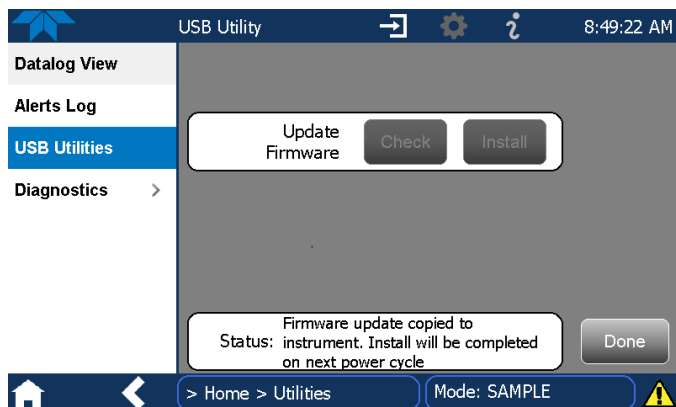 USB Utility
8:49:22 AM
Datalog View
Alerts Log
USB Utilities
Diagnostics
Update
Firmware
Check
Install
Status:
Firmware update copied to
instrument. Install will be completed
on next power cycle
Done
> Home > Utilities
Mode: SAMPLE